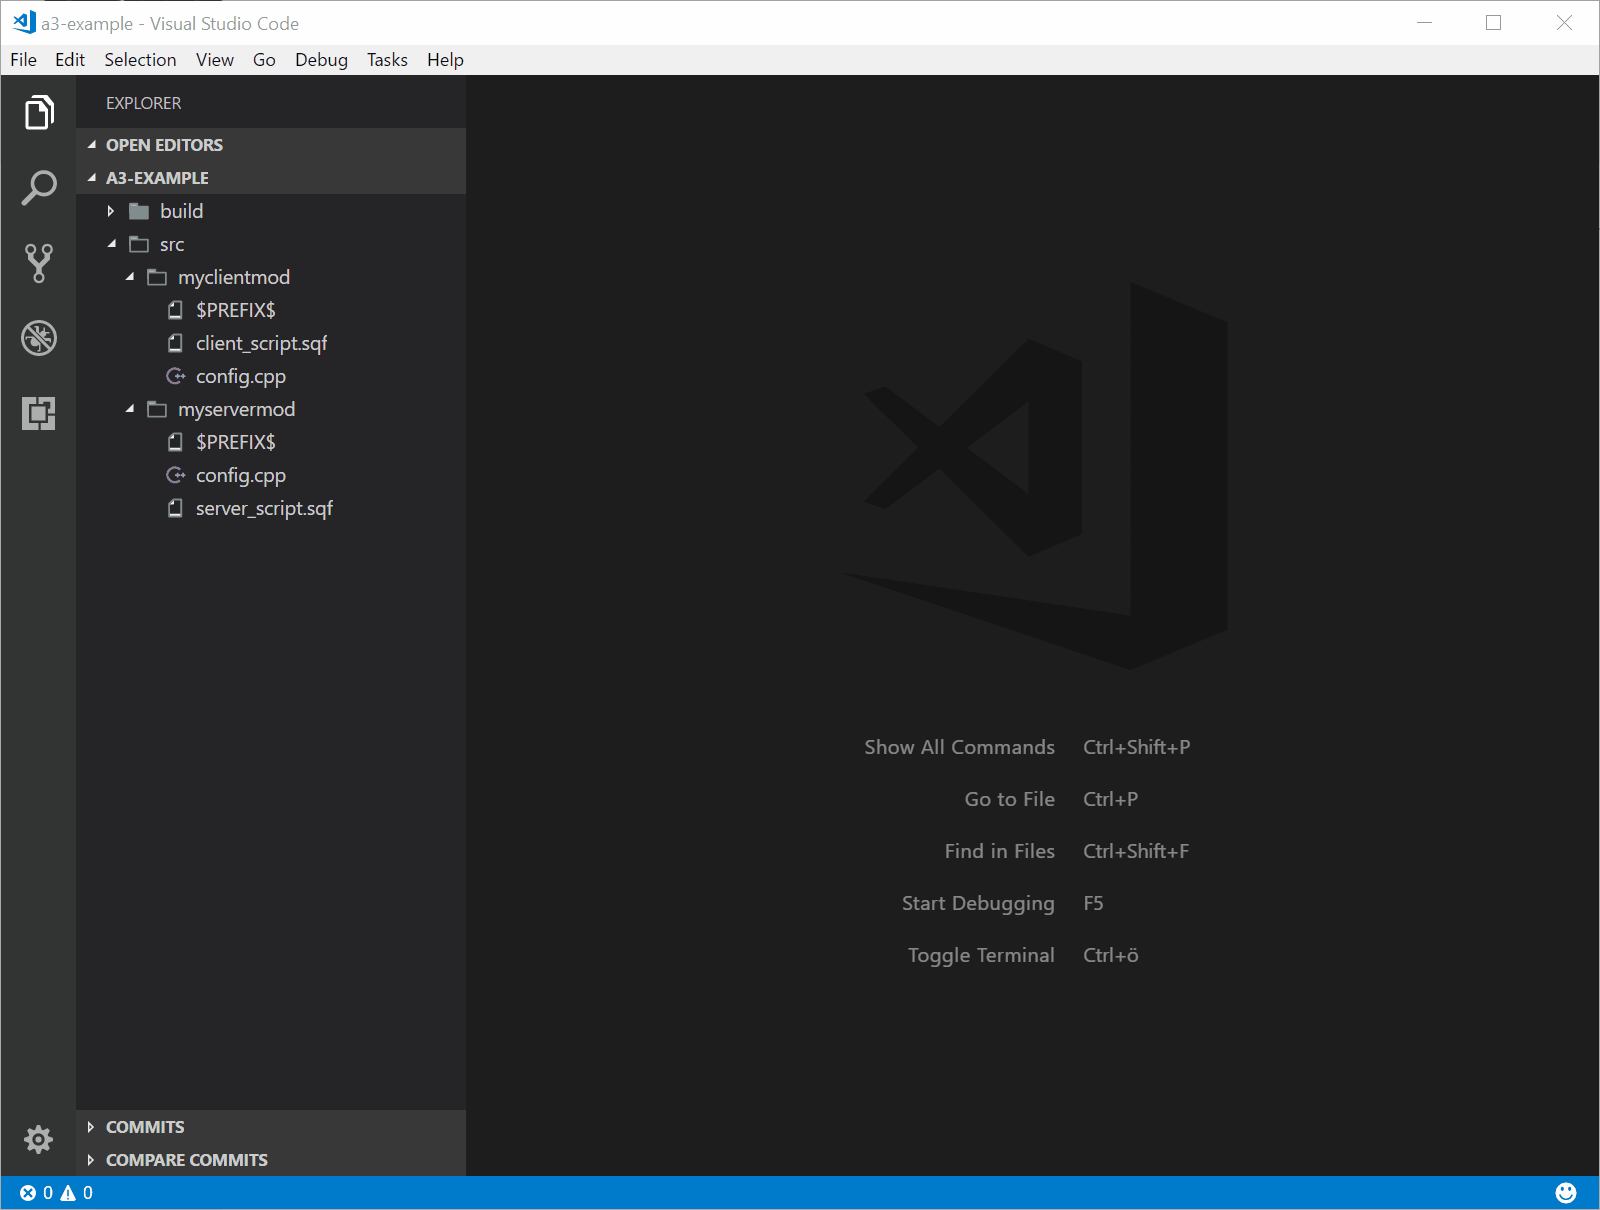 a3-example - Visual Studio Code
File Edit Selection View Go Debug Tasks Help
EXPLORER
OPEN EDITORS
A3-EXAMPLE
build
src
myclientmod
$PREFIX$
client_script.sqf
config.cpp
myservermod
$PREFIX$
config.cpp
server_script.sqf
COMMITS
COMPARE COMMITS
Show All Commands Ctrl+Shift+P
Go to File Ctrl+P
Find in Files Ctrl+Shift+F
Start Debugging F5
Toggle Terminal Ctrl+ö
0 0